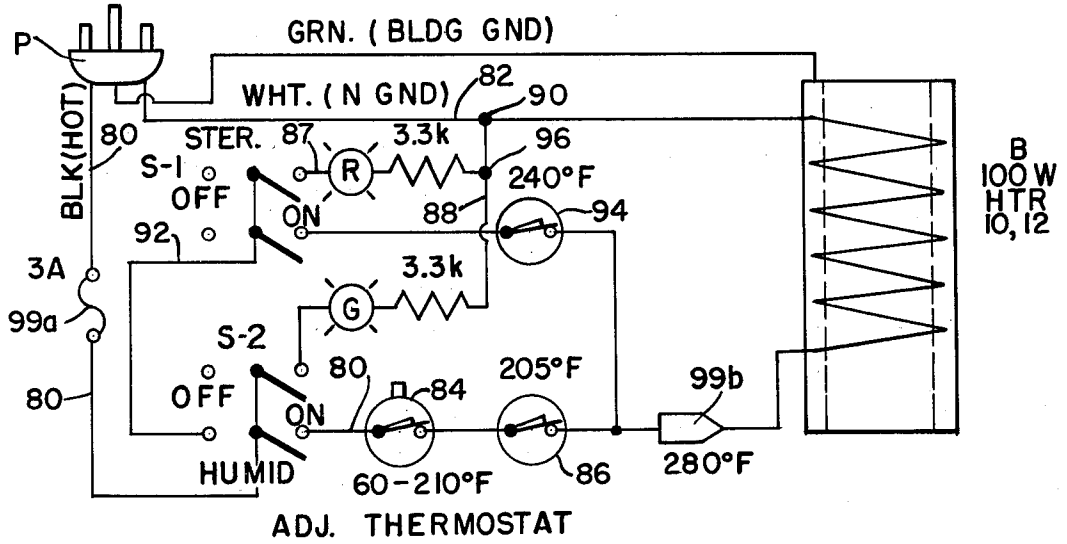 P
GRN. (BLDG GND)
WHT. (N GND)
82
90
BLK(HOT)
80
STER.
87
3.3k
96
S-1
R
240°F
OFF
88
94
ON
92
B
100 W
HTR
10, 12
3A
3.3k
99a
G
S-2
80
80
84
205°F
99b
OFF
ON
HUMID
60-210°F
86
280°F
ADJ. THERMOSTAT